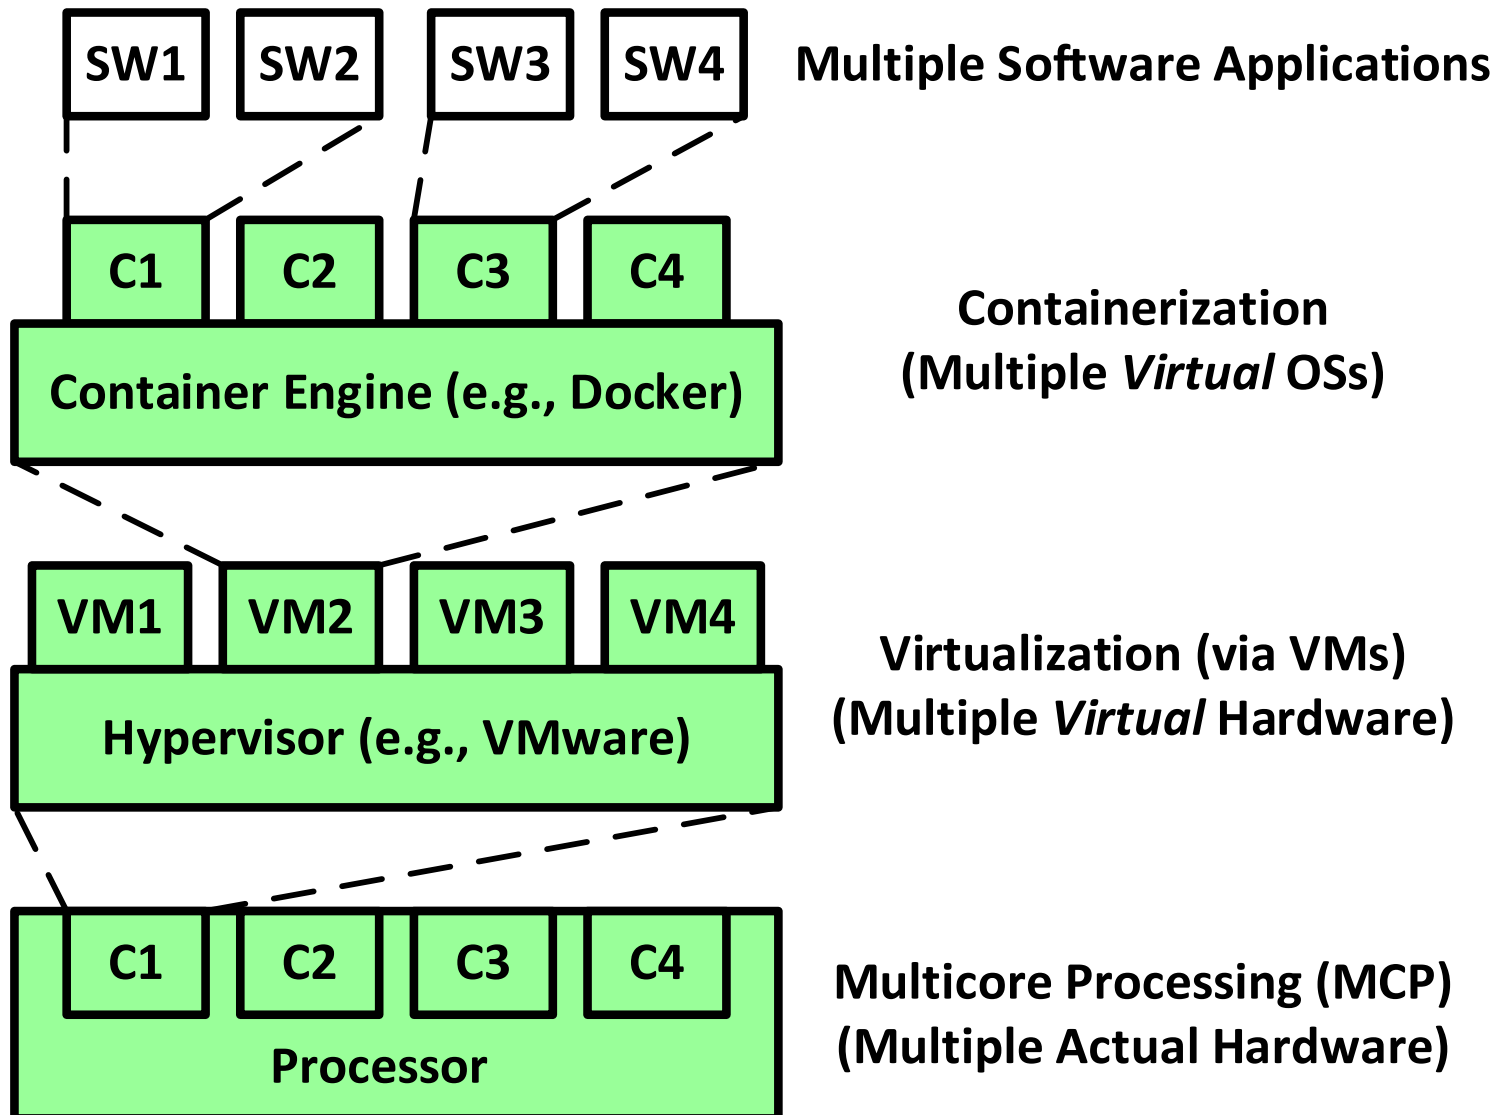 SW1 SW2 SW3 SW4 Multiple Software Applications
C1 C2 C3 C4
Containerization
(Multiple Virtual OSs)
Container Engine (e.g., Docker)
VM1 VM2 VM3 VM4
Virtualization (via VMs)
(Multiple Virtual Hardware)
Hypervisor (e.g., VMware)
C1 C2 C3 C4
Multicore Processing (MCP)
(Multiple Actual Hardware)
Processor